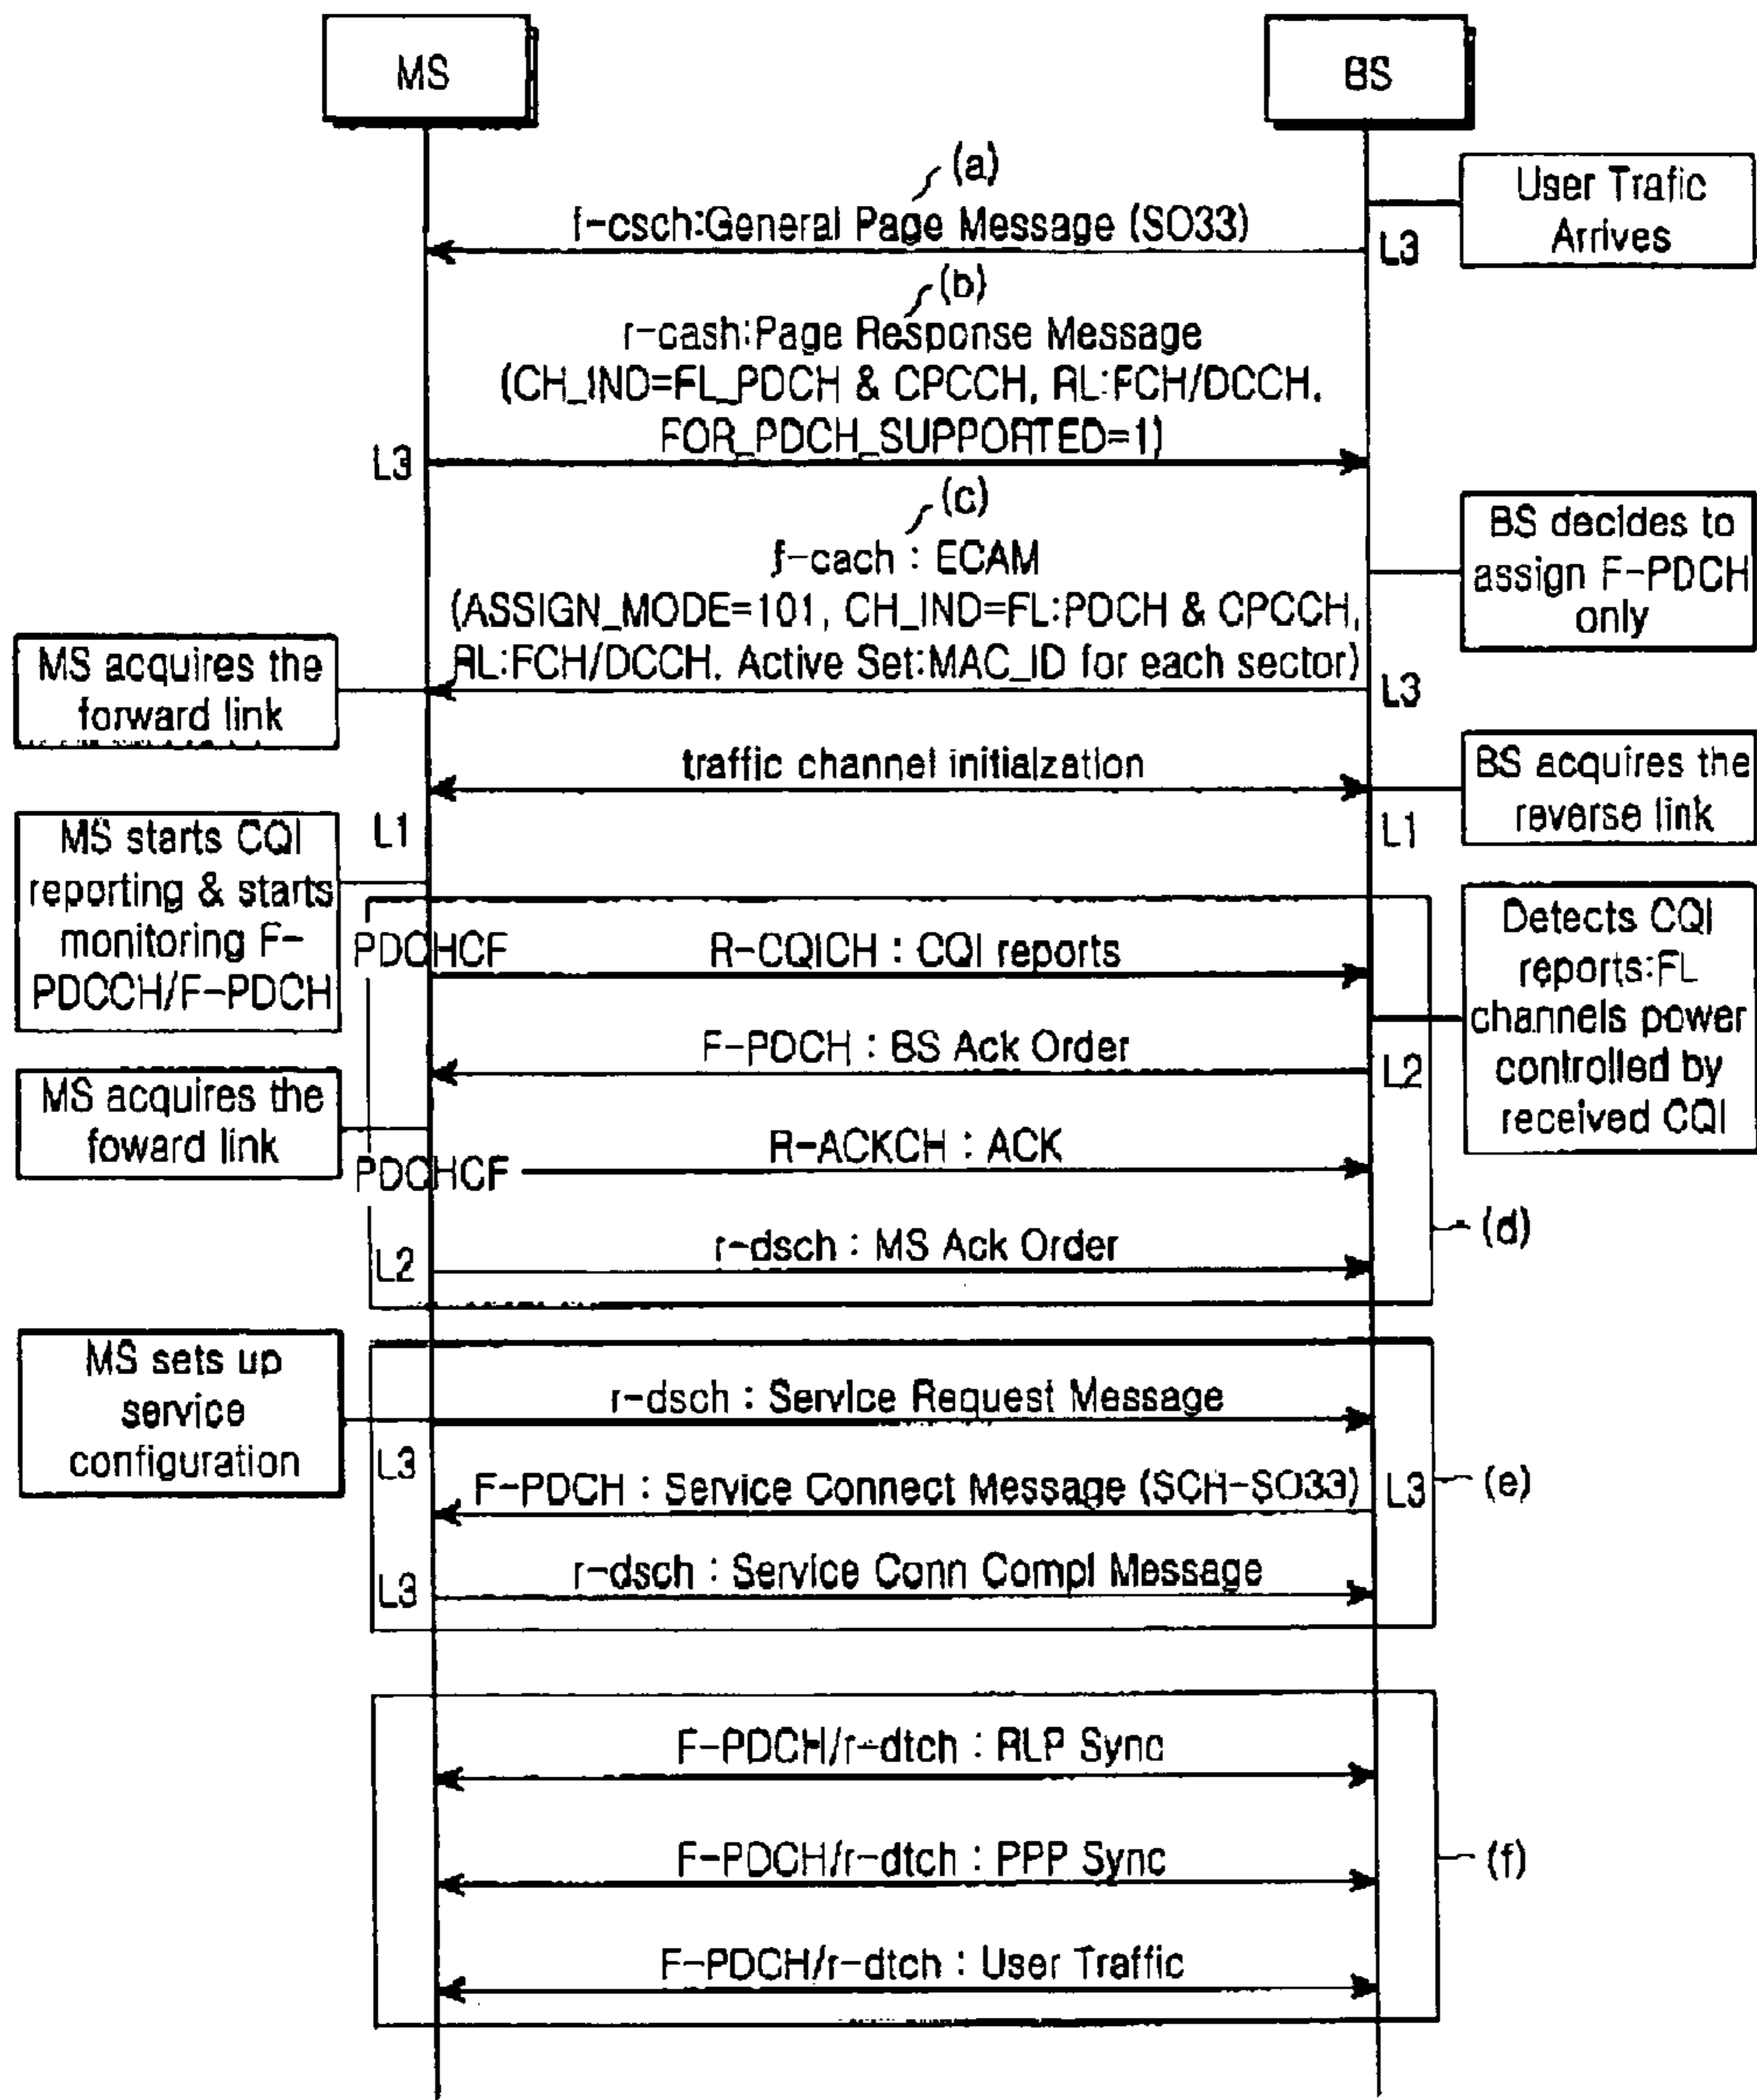 MS
BS
(a)
f-csch:General Page Message (SO33)
User Trafic
Arrives
L3
(b)
r-cash:Page Response Message
(CH_IND=FL_PDCH & CPCCH, RL:FCH/DCCH,
FOR_PDCH_SUPPORTED=1)
L3
(c)
f-cach : ECAM
(ASSIGN_MODE=101, CH_IND=FL:PDCH & CPCCH,
RL:FCH/DCCH, Active Set:MAC_ID for each sector)
BS decides to
assign F-PDCH
only
MS acquires the
forward link
L3
traffic channel initialzation
BS acquires the
reverse link
L1
L1
MS starts CQI
reporting & starts
monitoring F-
PDCCH/F-PDCH
PDCHCF
R-CQICH : CQI reports
Detects CQI
reports:FL
channels power
controlled by
received CQI
F-PDCH : BS Ack Order
L2
MS acquires the
foward link
R-ACKCH : ACK
PDCHCF
(d)
r-dsch : MS Ack Order
L2
MS sets up
service
configuration
r-dsch : Service Request Message
L3
F-PDCH : Service Connect Message (SCH-SO33)
L3
(e)
r-dsch : Service Conn Compl Message
L3
F-PDCH/r-dtch : RLP Sync
F-PDCH/r-dtch : PPP Sync
(f)
F-PDCH/r-dtch : User Traffic